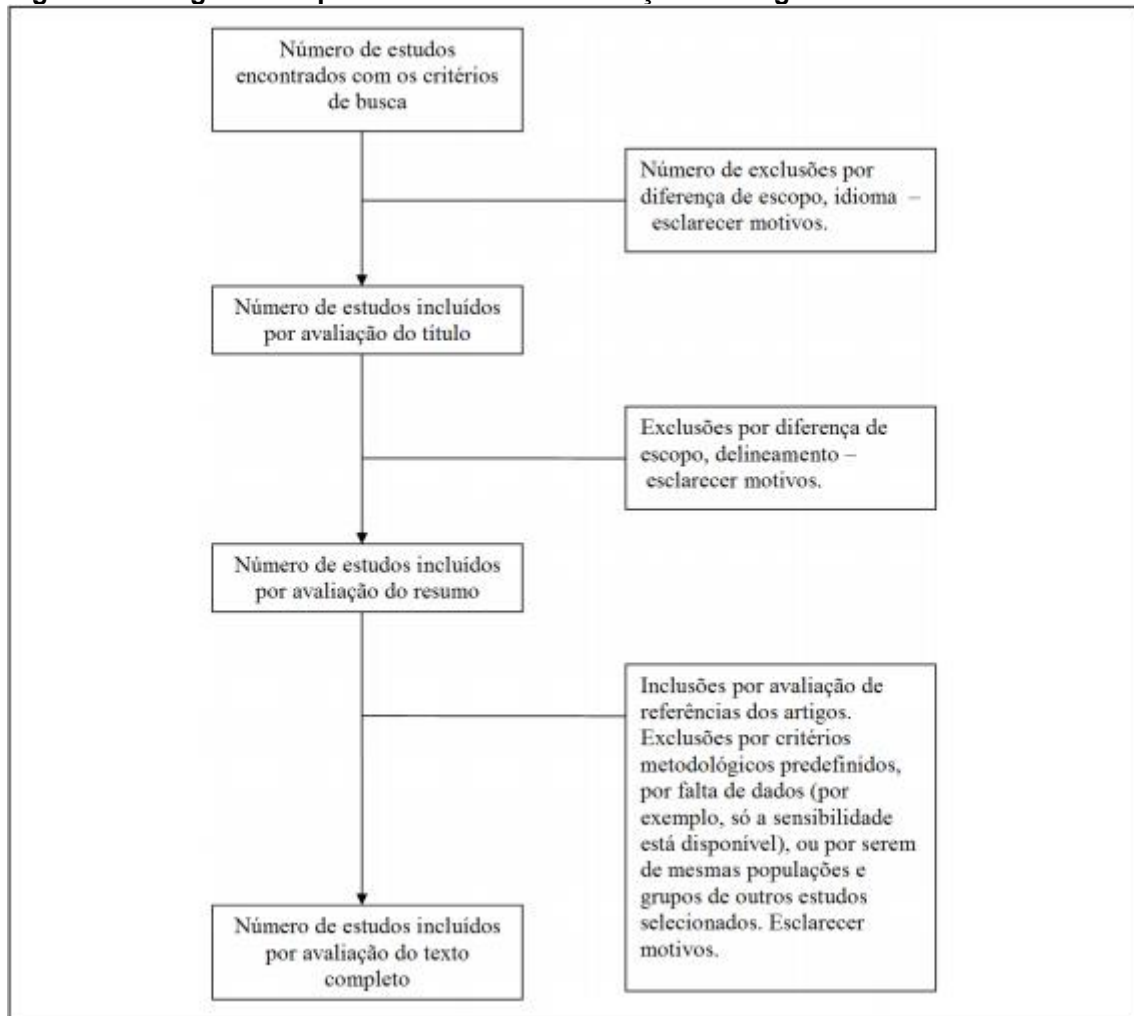 Número de estudos
encontrados com os critérios
de busca
Número de exclusões por
diferença de escopo, idioma –
esclarecer motivos.
Número de estudos incluídos
por avaliação do título
Exclusões por diferença de
escopo, delineamento –
esclarecer motivos.
Número de estudos incluídos
por avaliação do resumo
Inclusões por avaliação de
referências dos artigos.
Exclusões por critérios
metodológicos predefinidos,
por falta de dados (por
exemplo, só a sensibilidade
está disponível), ou por serem
de mesmas populações e
grupos de outros estudos
selecionados. Esclarecer
motivos.
Número de estudos incluídos
por avaliação do texto
completo